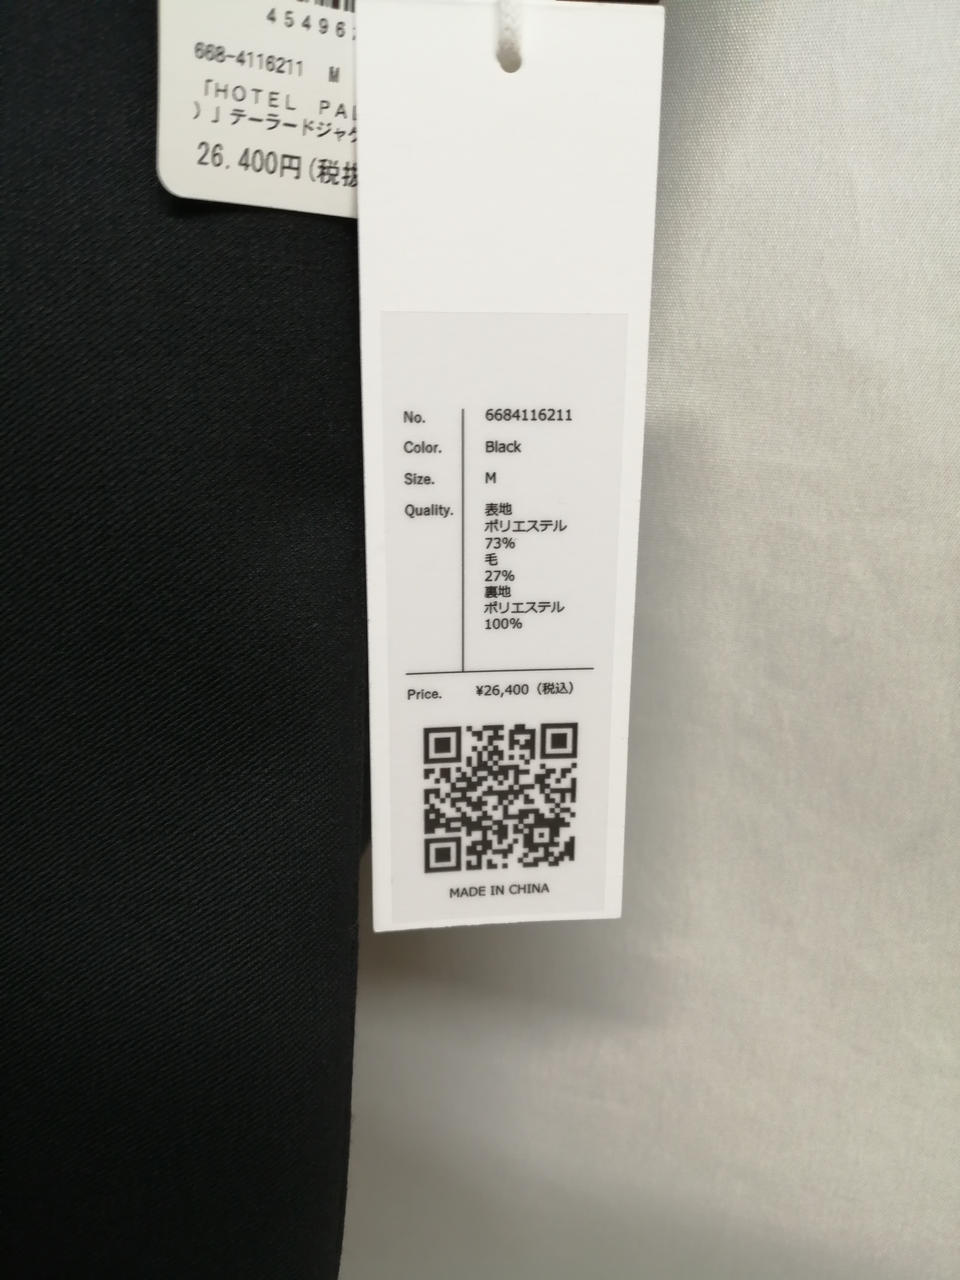 45496
668-4116211 M
「HOTEL PAL
)」テーラードジャケ
26.400円(税抜
No. 6684116211
Color. Black
Size. M
Quality. 表地
ポリエステル
73%
毛
27%
裏地
ポリエステル
100%
Price. ¥26,400（税込）
MADE IN CHINA